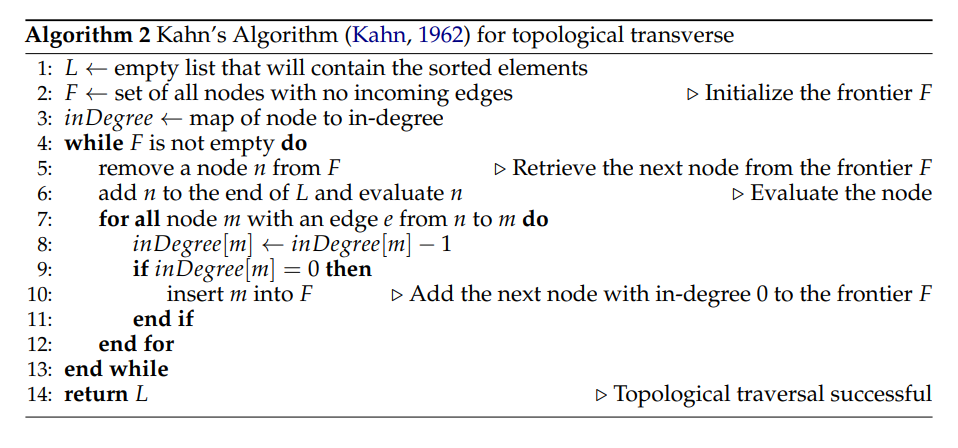 Algorithm 2 Kahn's Algorithm (Kahn, 1962) for topological transverse
1: L ← empty list that will contain the sorted elements
2: F ← set of all nodes with no incoming edges ▷ Initialize the frontier F
3: inDegree ← map of node to in-degree
4: while F is not empty do
5: remove a node n from F ▷ Retrieve the next node from the frontier F
6: add n to the end of L and evaluate n ▷ Evaluate the node
7: for all node m with an edge e from n to m do
8: inDegree[m] ← inDegree[m] − 1
9: if inDegree[m] = 0 then
10: insert m into F ▷ Add the next node with in-degree 0 to the frontier F
11: end if
12: end for
13: end while
14: return L ▷ Topological traversal successful